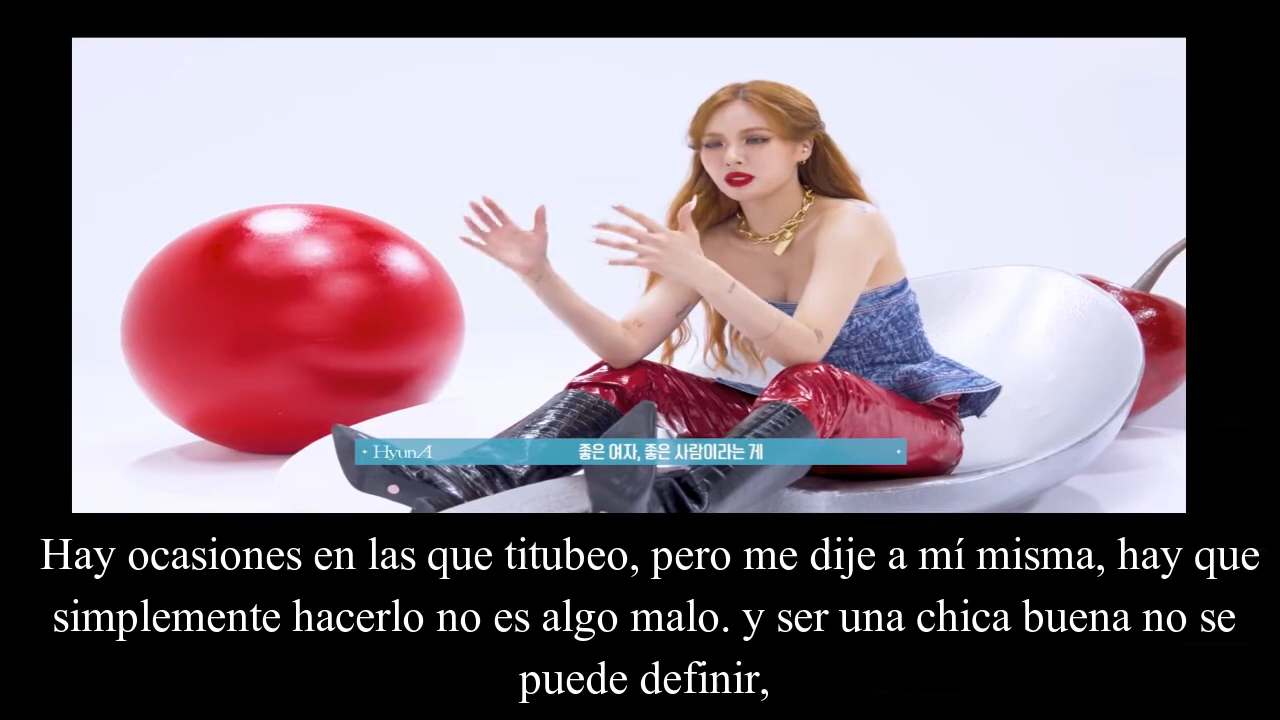 HyunA 좋은 여자, 좋은 사람이라는 게
Hay ocasiones en las que titubeo, pero me dije a mí misma, hay que
simplemente hacerlo no es algo malo. y ser una chica buena no se
puede definir,